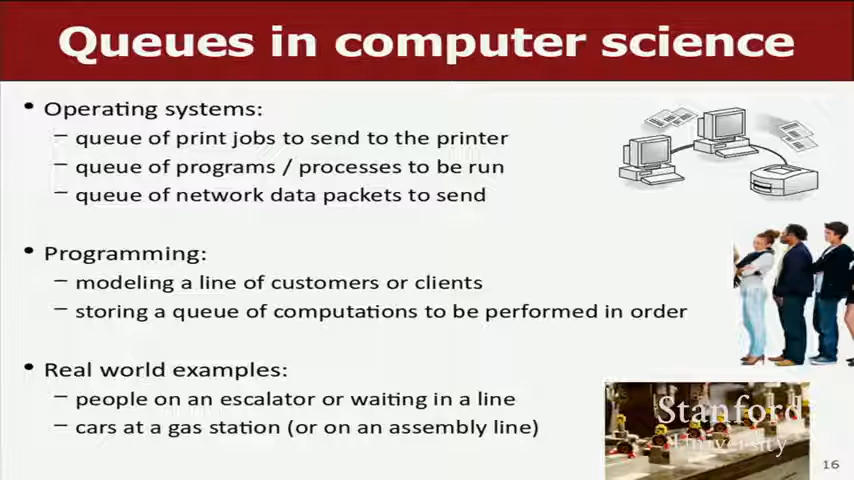 Queues in computer science
• Operating systems:
– queue of print jobs to send to the printer
– queue of programs / processes to be run
– queue of network data packets to send
• Programming:
– modeling a line of customers or clients
– storing a queue of computations to be performed in order
• Real world examples:
– people on an escalator or waiting in a line
– cars at a gas station (or on an assembly line)
Stanford
University
16